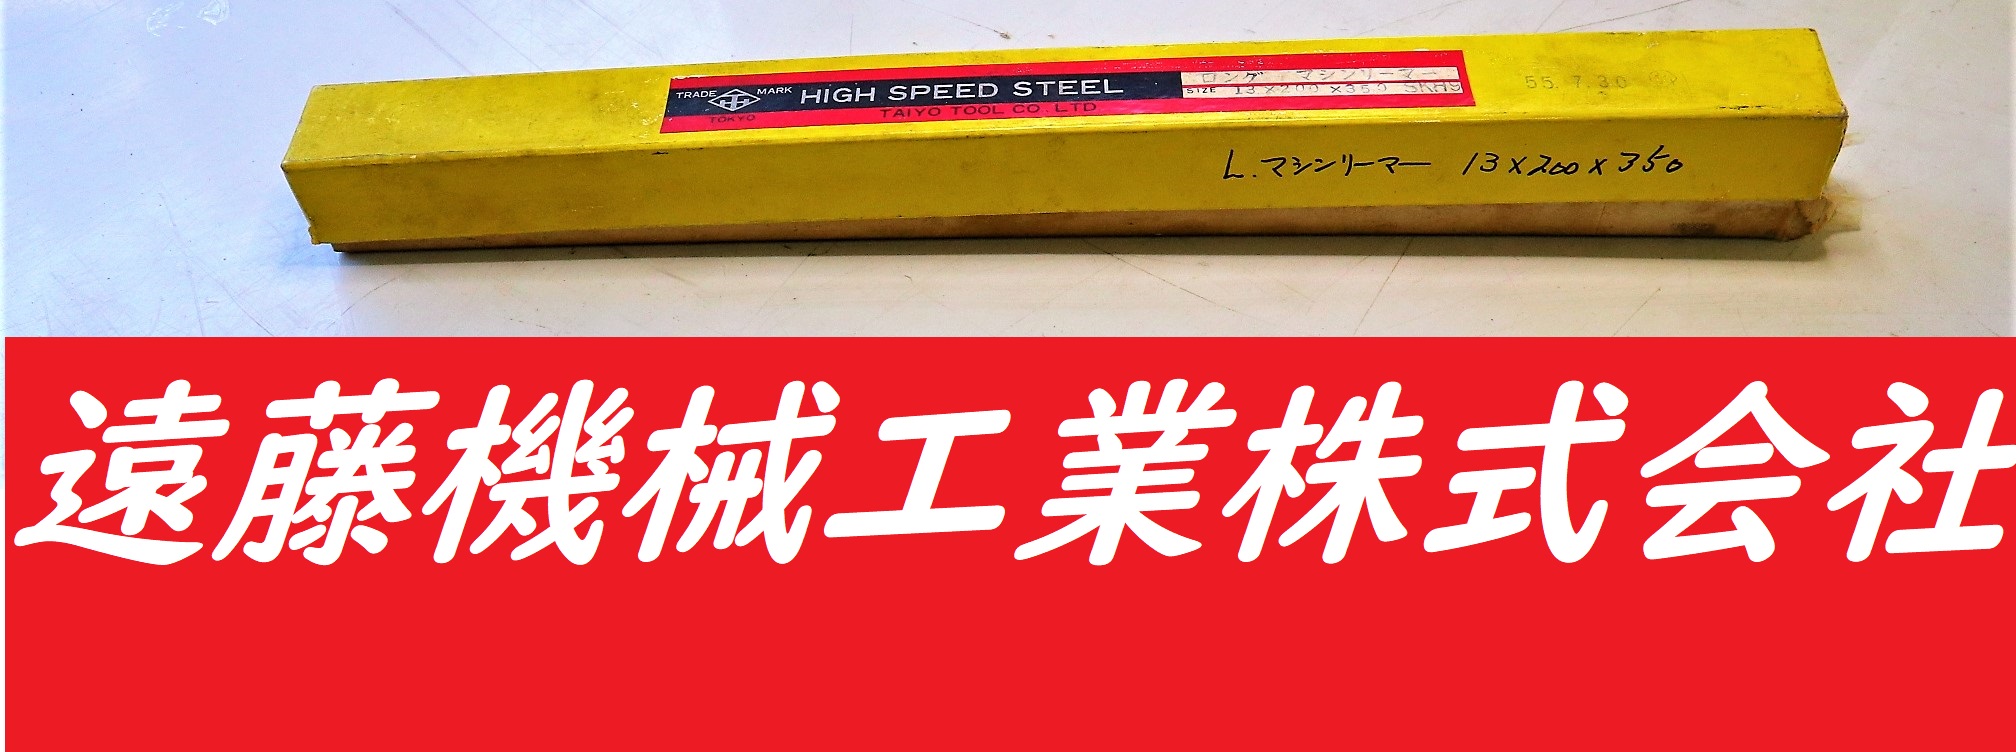 TRADE MARK HIGH SPEED STEEL ロング マシンリーマー
TOKYO TAIYO TOOL CO. LTD SIZE 13×200×350 SKH9
55. 7. 30
L.マシンリーマー 13×200×350
遠藤機械工業株式会社